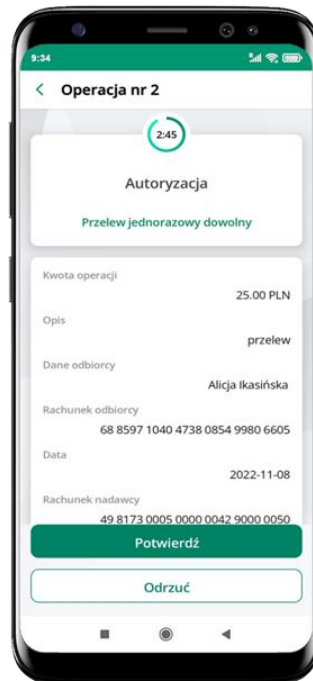 9:34
Operacja nr 2
2:45
Autoryzacja
Przelew jednorazowy dowolny
Kwota operacji
25.00 PLN
Opis
przelew
Dane odbiorcy
Alicja Ikasińska
Rachunek odbiorcy
68 8597 1040 4738 0854 9980 6605
Data
2022-11-08
Rachunek nadawcy
49 8173 0005 0000 0042 9000 0050
Potwierdź
Odrzuć